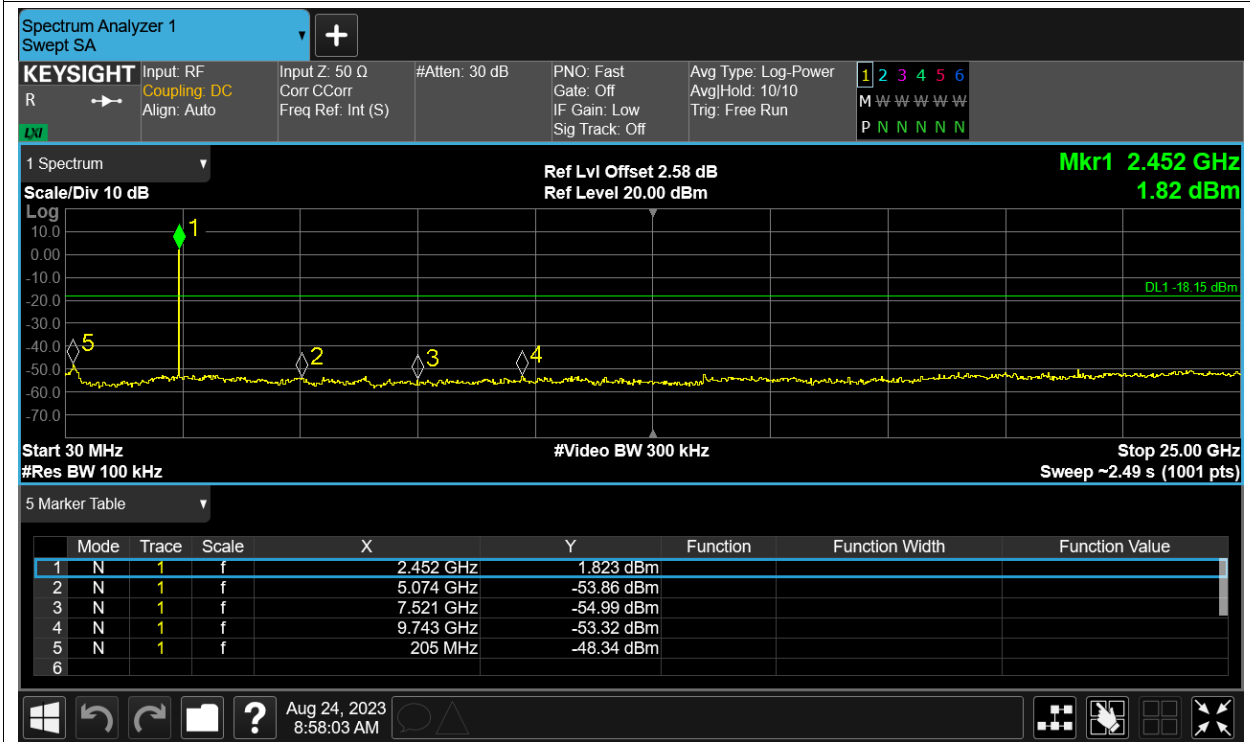 Spectrum Analyzer 1
Swept SA
KEYSIGHT
R
LXI
Input: RF
Coupling: DC
Align: Auto
Input Z: 50 Ω
Corr CCorr
Freq Ref: Int (S)
#Atten: 30 dB
PNO: Fast
Gate: Off
IF Gain: Low
Sig Track: Off
Avg Type: Log-Power
Avg|Hold: 10/10
Trig: Free Run
1 2 3 4 5 6
M W W W W W
P N N N N N
1 Spectrum
Scale/Div 10 dB
Ref Lvl Offset 2.58 dB
Ref Level 20.00 dBm
Mkr1 2.452 GHz
1.82 dBm
Log
10.0
0.00
-10.0
-20.0
-30.0
-40.0
-50.0
-60.0
-70.0
1
DL1 -18.15 dBm
5
2
3
4
Start 30 MHz
#Video BW 300 kHz
Stop 25.00 GHz
#Res BW 100 kHz
Sweep ~2.49 s (1001 pts)
5 Marker Table
Mode Trace Scale X Y Function Function Width Function Value
1 N 1 f 2.452 GHz 1.823 dBm
2 N 1 f 5.074 GHz -53.86 dBm
3 N 1 f 7.521 GHz -54.99 dBm
4 N 1 f 9.743 GHz -53.32 dBm
5 N 1 f 205 MHz -48.34 dBm
6
?
Aug 24, 2023
8:58:03 AM